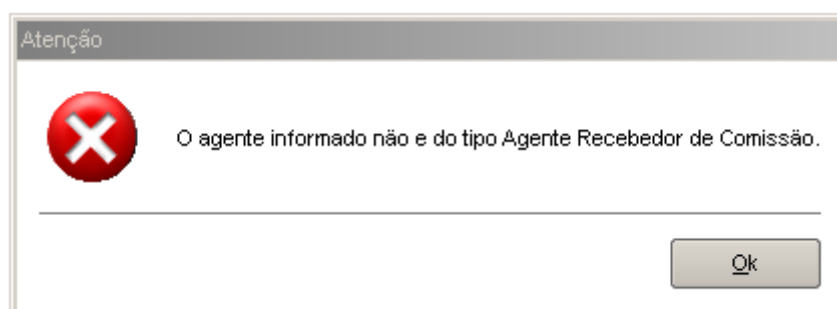 Atenção
O agente informado não e do tipo Agente Recebedor de Comissão.
Ok